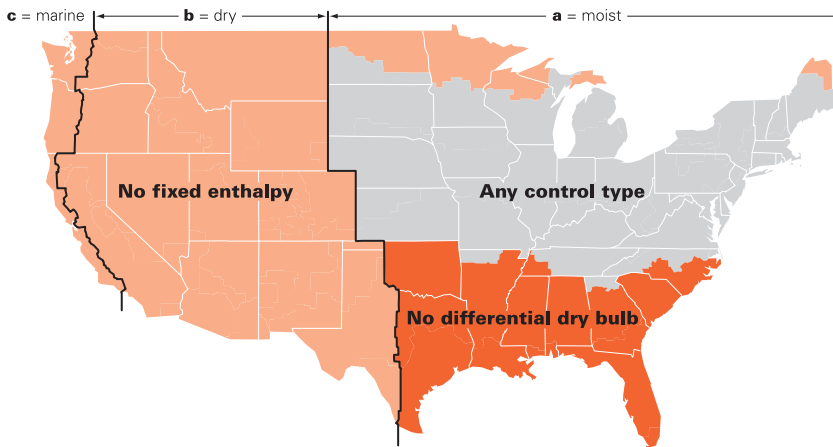 c = marine
b = dry
a = moist
No fixed enthalpy
Any control type
No differential dry bulb